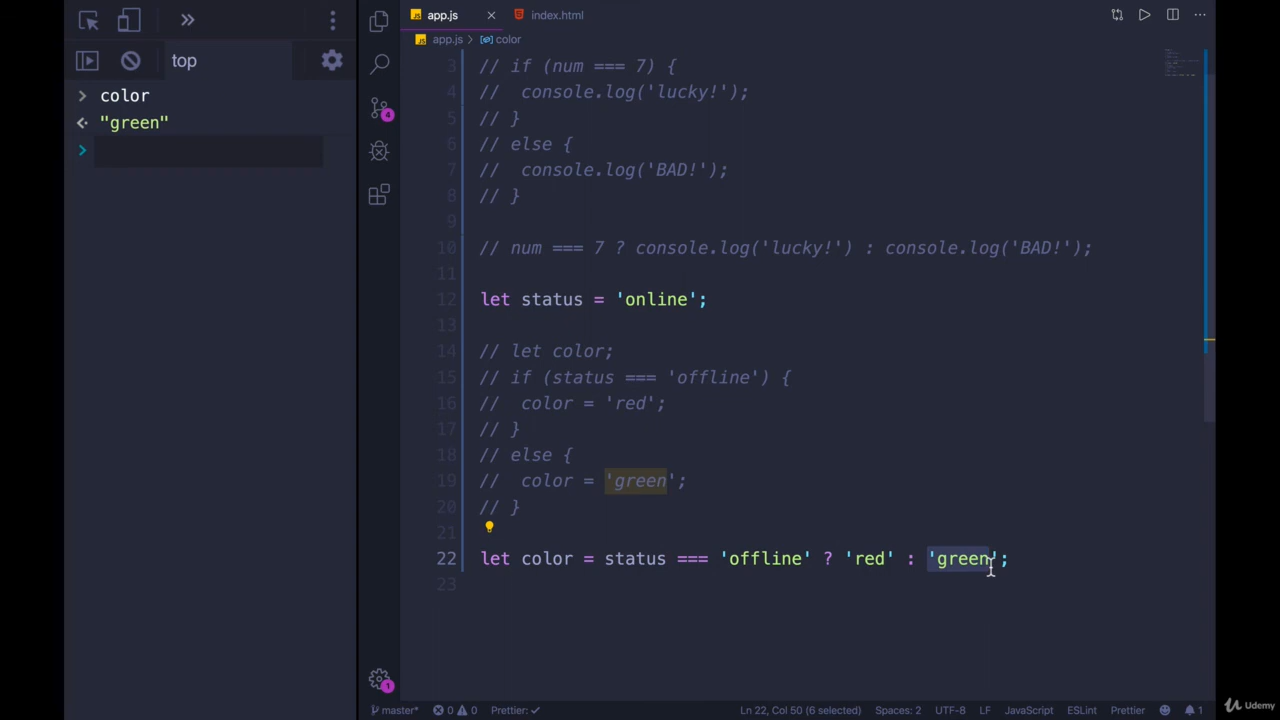 top
color
"green"
app.js
index.html
app.js > color
3 // if (num === 7) {
4 // console.log('lucky!');
5 // }
6 // else {
7 // console.log('BAD!');
8 // }
9
10 // num === 7 ? console.log('lucky!') : console.log('BAD!');
11
12 let status = 'online';
13
14 // let color;
15 // if (status === 'offline') {
16 // color = 'red';
17 // }
18 // else {
19 // color = 'green';
20 // }
21
22 let color = status === 'offline' ? 'red' : 'green';
23
4
1
master* 0 0 Prettier: ✓ Ln 22, Col 50 (6 selected) Spaces: 2 UTF-8 LF JavaScript ESLint Prettier 1
Udemy